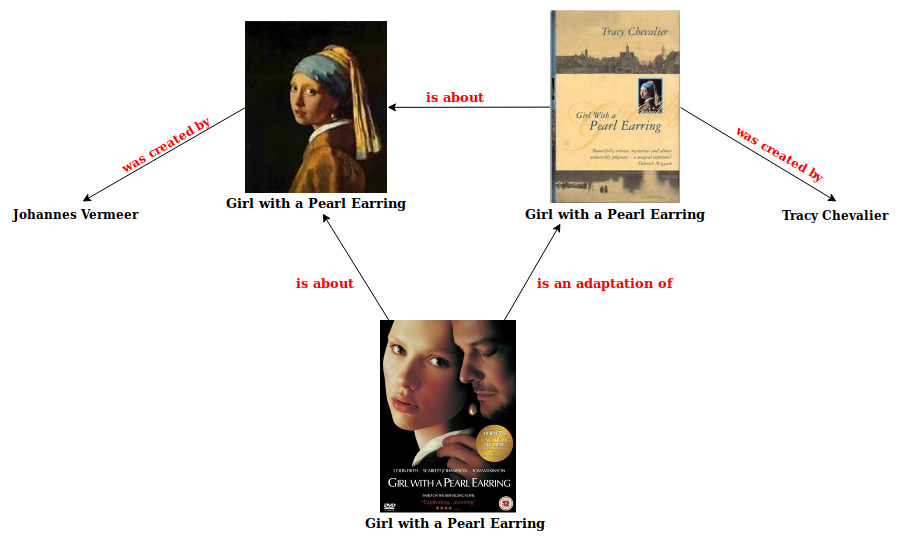 Tracy Chevalier
is about
was created by
was created by
Girl With a
Pearl Earring
Girl with a Pearl Earring
Johannes Vermeer
Girl with a Pearl Earring
Tracy Chevalier
is about
is an adaptation of
COLIN FIRTH SCARLETT JOHANSSON TOM WILKINSON
GIRL WITH A PEARL EARRING
DVD
Girl with a Pearl Earring